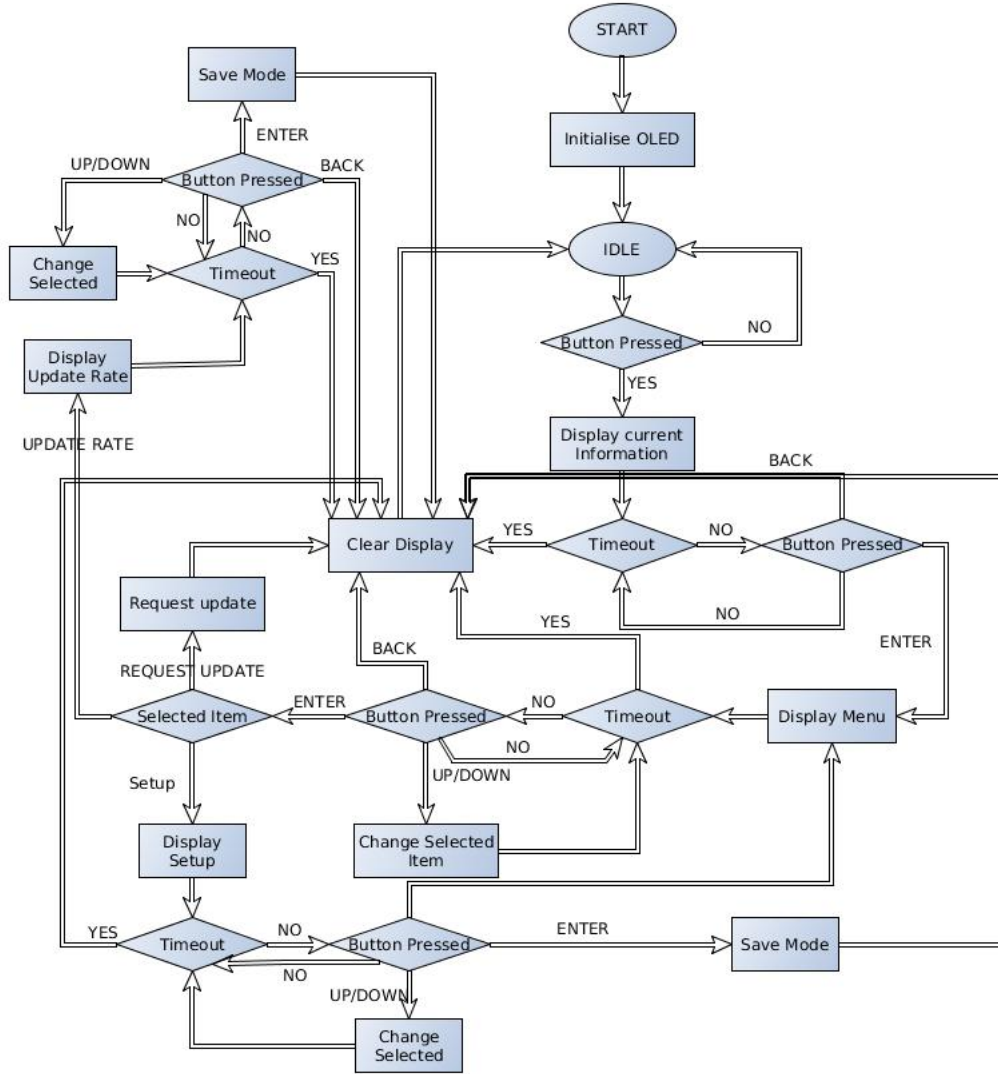 START
Save Mode
Initialise OLED
ENTER
UP/DOWN
BACK
Button Pressed
NO
NO
IDLE
YES
Change
Selected
Timeout
NO
Button Pressed
Display
Update Rate
YES
UPDATE RATE
Display current
Information
BACK
YES
NO
Clear Display
Timeout
Button Pressed
Request update
NO
YES
ENTER
BACK
REQUEST UPDATE
ENTER
NO
Selected Item
Button Pressed
Timeout
Display Menu
NO
UP/DOWN
Setup
Display
Setup
Change Selected
Item
YES
NO
ENTER
Timeout
Button Pressed
Save Mode
NO
UP/DOWN
Change
Selected